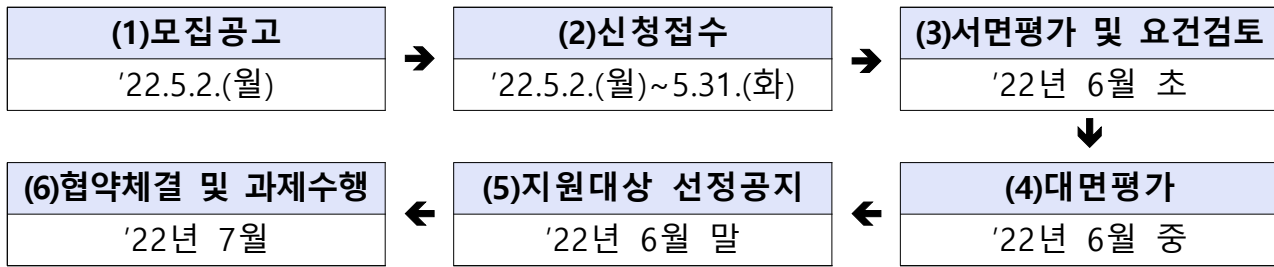 (1)모집공고
'22.5.2.(월)
➔
(2)신청접수
'22.5.2.(월)~5.31.(화)
➔
(3)서면평가 및 요건검토
'22년 6월 초
🡫
(4)대면평가
'22년 6월 중
🡨
(5)지원대상 선정공지
'22년 6월 말
🡨
(6)협약체결 및 과제수행
'22년 7월